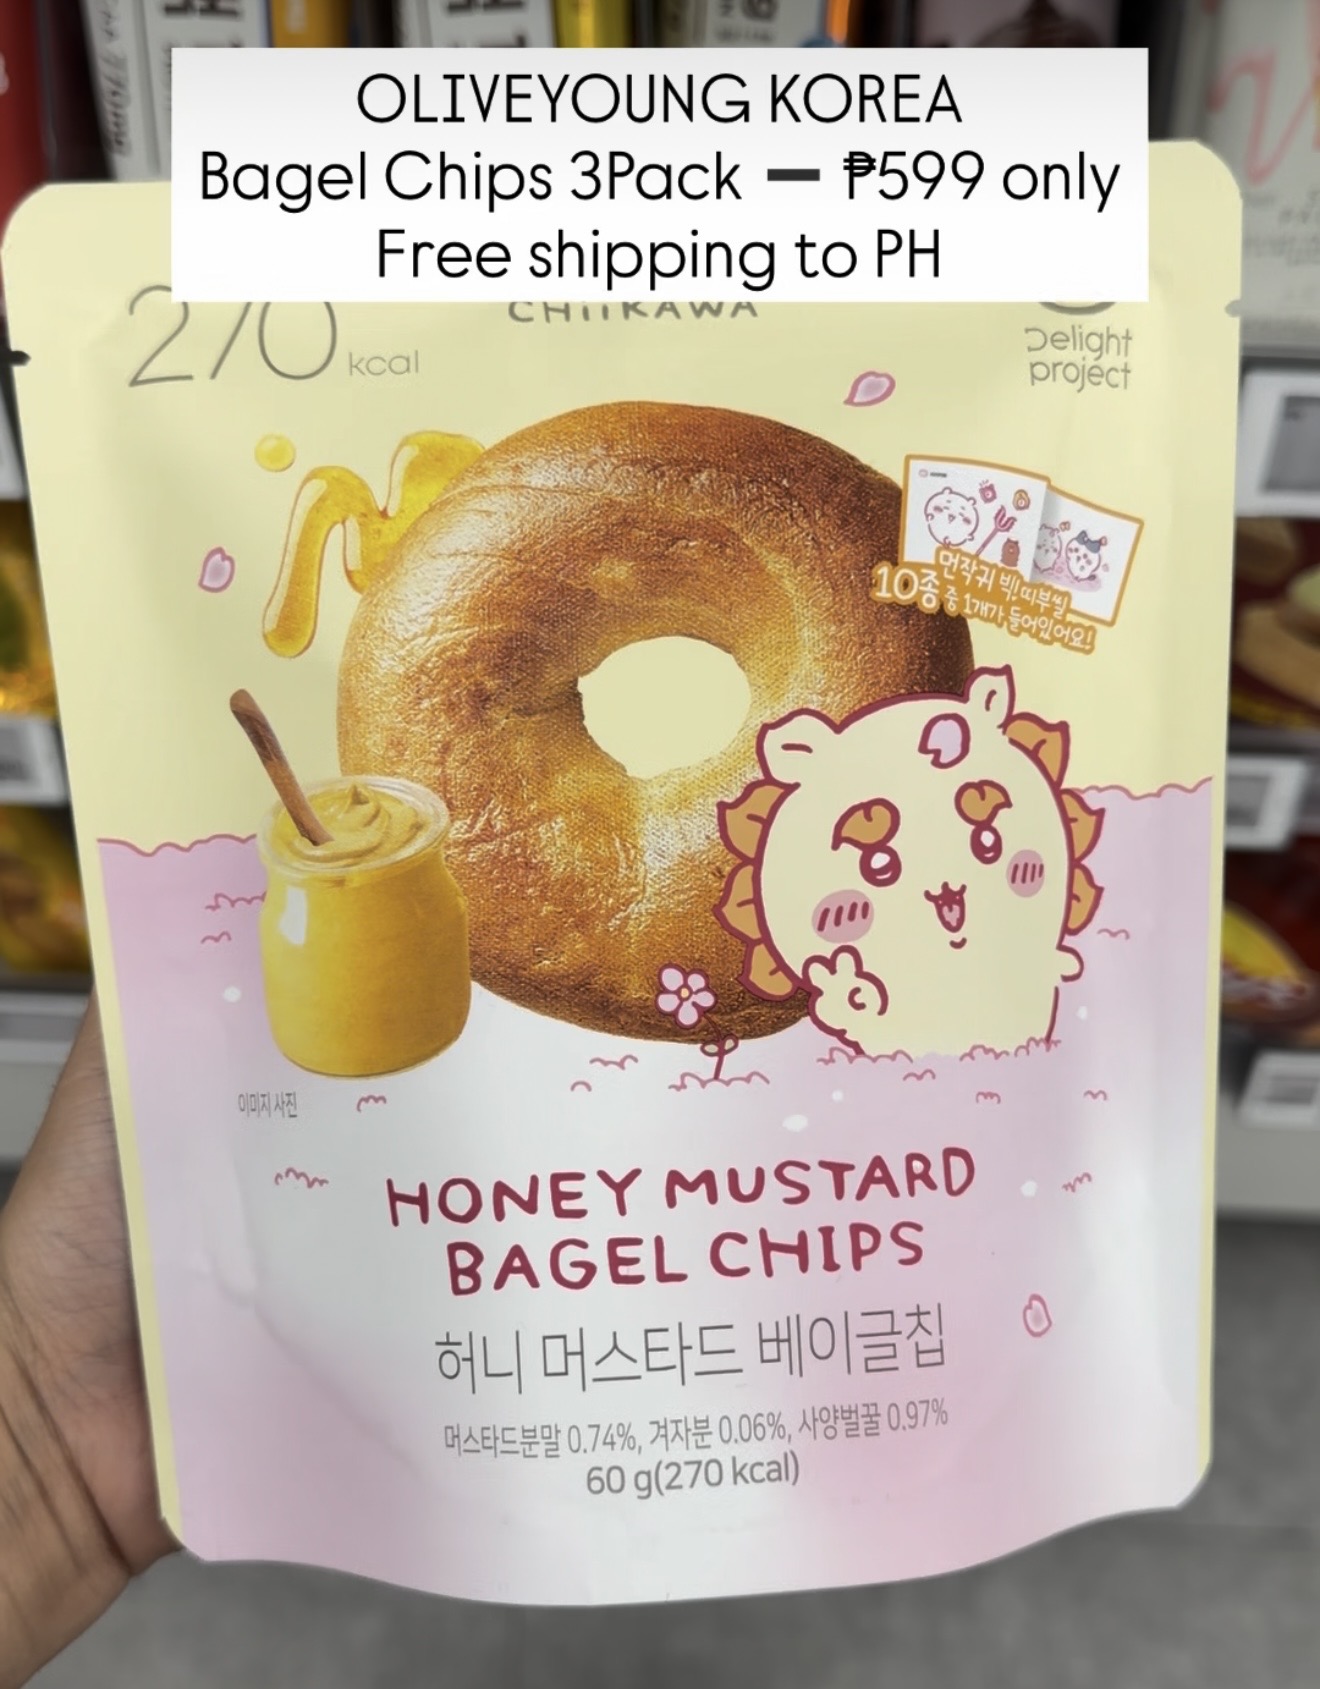 OLIVEYOUNG KOREA
Bagel Chips 3Pack ➖ ₱599 only
Free shipping to PH
270 kcal
CHiiKAWA
Delight
project
먼작귀 빅!띠부씰
10종 중 1개가 들어있어요!
이미지 사진
HONEY MUSTARD
BAGEL CHIPS
허니 머스타드 베이글칩
머스타드분말 0.74%, 겨자분 0.06%, 사양벌꿀 0.97%
60 g(270 kcal)